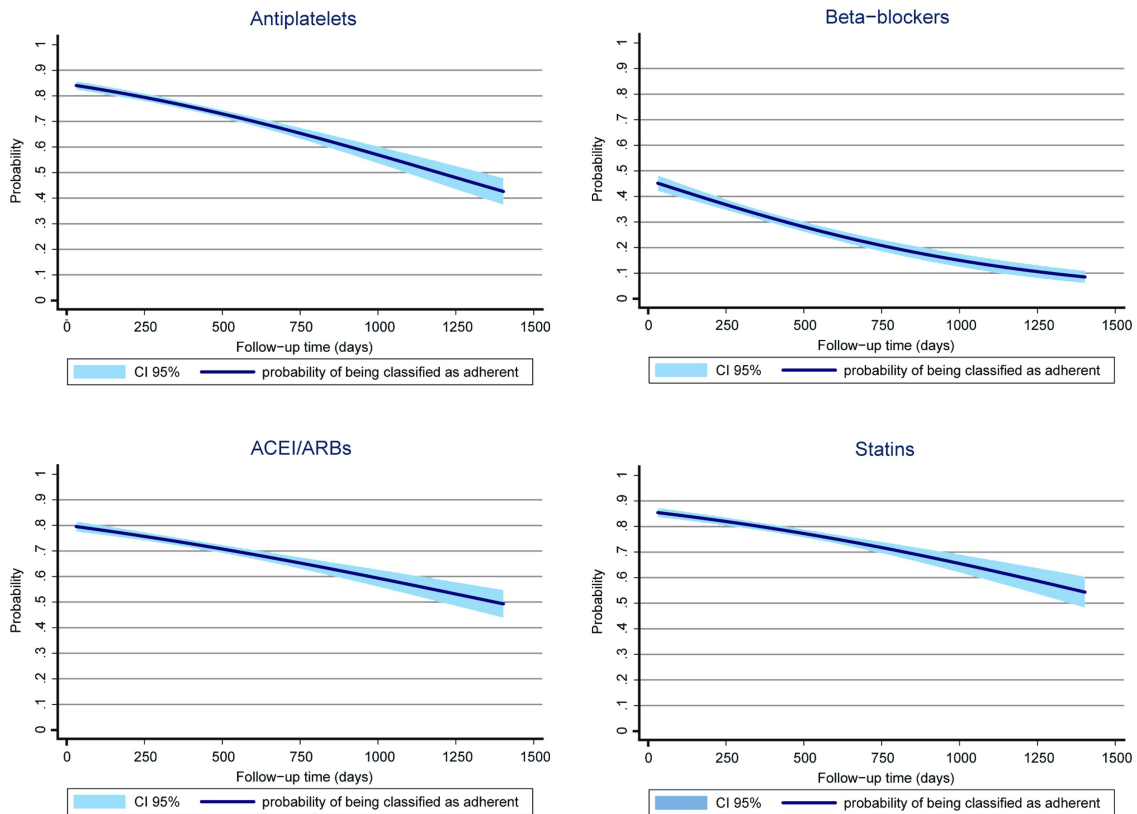 Antiplatelets
Probability
1
.9
.8
.7
.6
.5
.4
.3
.2
.1
0
0 250 500 750 1000 1250 1500
Follow−up time (days)
CI 95% probability of being classified as adherent
Beta−blockers
Probability
1
.9
.8
.7
.6
.5
.4
.3
.2
.1
0
0 250 500 750 1000 1250 1500
Follow−up time (days)
CI 95% probability of being classified as adherent
ACEI/ARBs
Probability
1
.9
.8
.7
.6
.5
.4
.3
.2
.1
0
0 250 500 750 1000 1250 1500
Follow−up time (days)
CI 95% probability of being classified as adherent
Statins
Probability
1
.9
.8
.7
.6
.5
.4
.3
.2
.1
0
0 250 500 750 1000 1250 1500
Follow−up time (days)
CI 95% probability of being classified as adherent